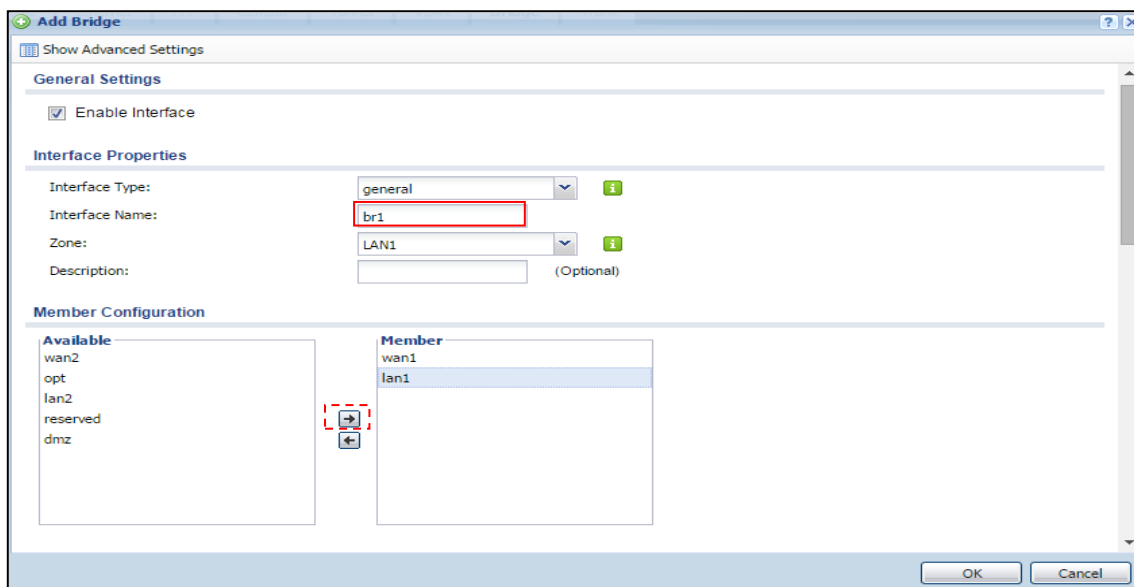 Add Bridge
Show Advanced Settings
General Settings
Enable Interface
Interface Properties
Interface Type: general
Interface Name: br1
Zone: LAN1
Description: (Optional)
Member Configuration
Available Member
wan2 wan1
opt lan1
lan2
reserved
dmz
OK Cancel